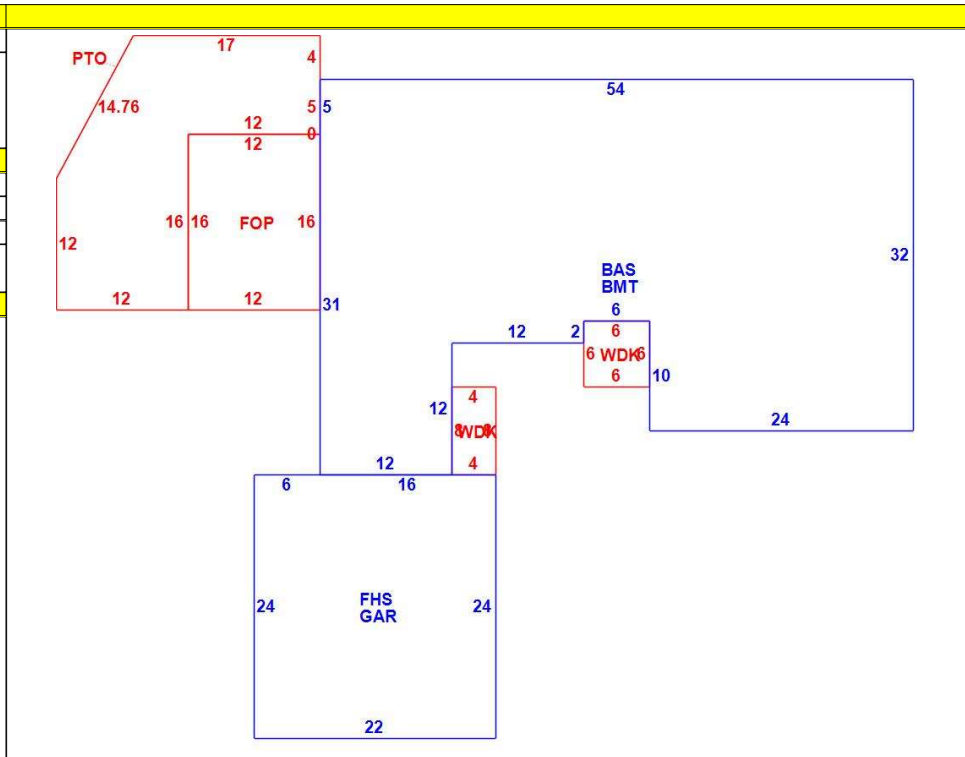 17
PTO
4
14.76
5 5
54
12
0
12
16 16 FOP 16
12
32
BAS
BMT
6
12 12 31
12 2 6
6 WDK 6
6 10
4
12
8 WDK 8
24
12 4
6 16
24 FHS 24
GAR
22